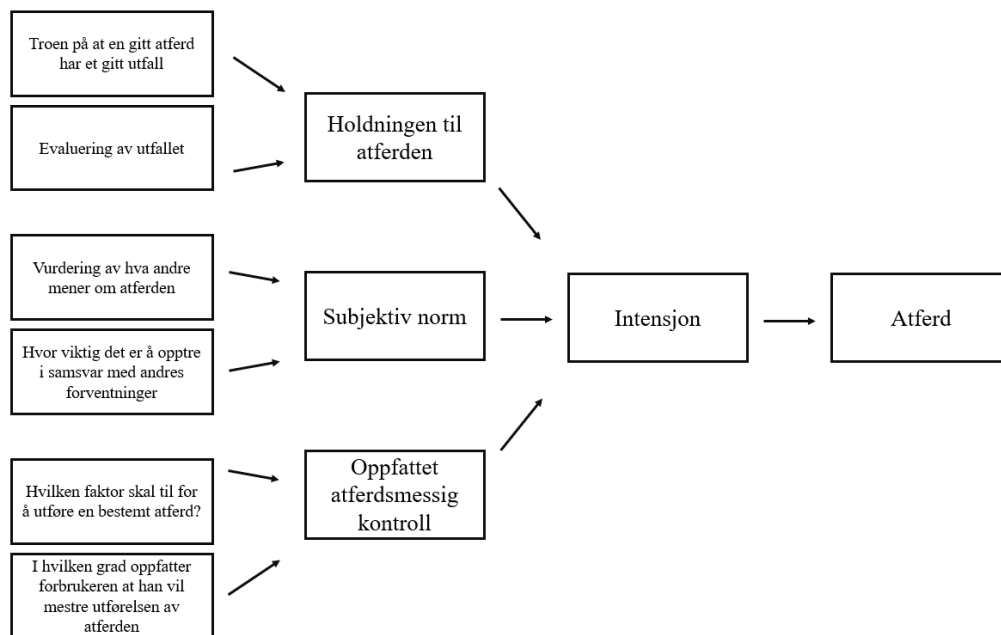 Troen på at en gitt atferd
har et gitt utfall
Evaluering av utfallet
Holdningen til
atferden
Vurdering av hva andre
mener om atferden
Hvor viktig det er å opptre
i samsvar med andres
forventninger
Subjektiv norm
Intensjon
Atferd
Hvilken faktor skal til for
å utføre en bestemt atferd?
I hvilken grad oppfatter
forbrukeren at han vil
mestre utførelsen av
atferden
Oppfattet
atferdsmessig
kontroll